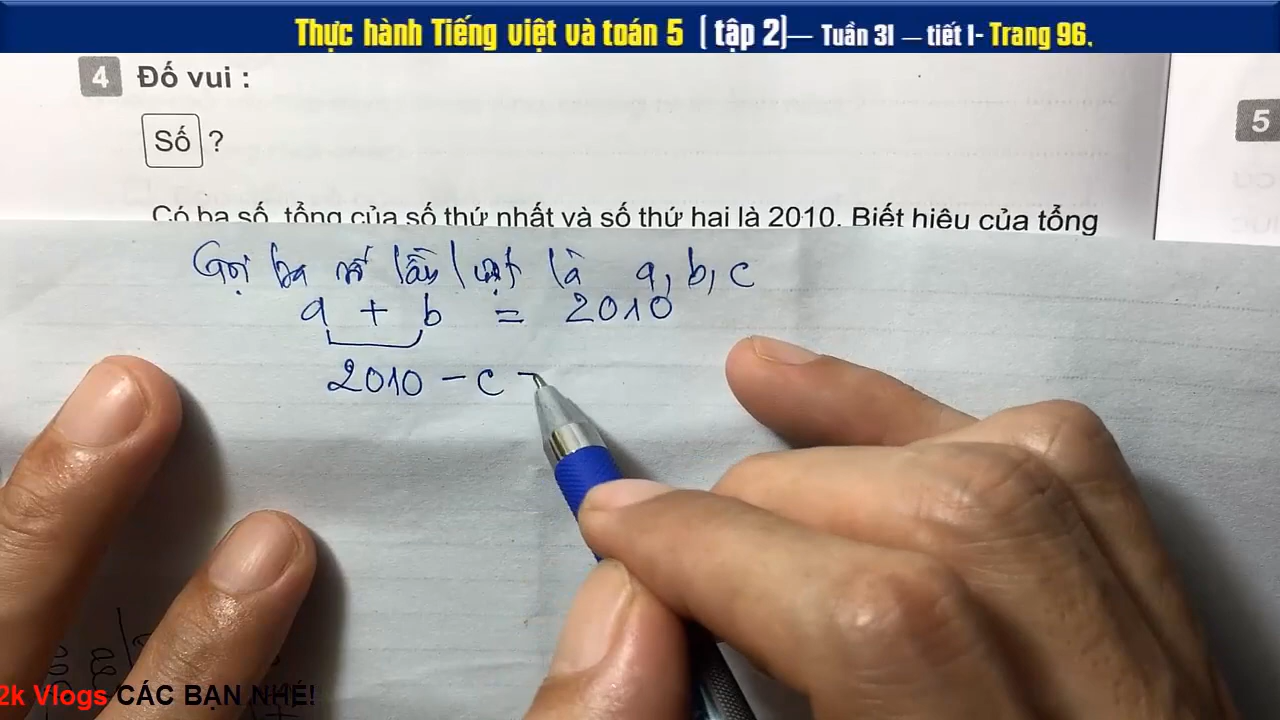 Thực hành Tiếng việt và toán 5 ( tập 2)— Tuần 31 – tiết 1- Trang 96.
4 Đố vui :
5
Số ?
Có ba số, tổng của số thứ nhất và số thứ hai là 2010. Biết hiệu của tổng
Gọi ba số lần lượt là a, b, c
a + b = 2010
2010 - c -
2k Vlogs CÁC BẠN NHÉ!